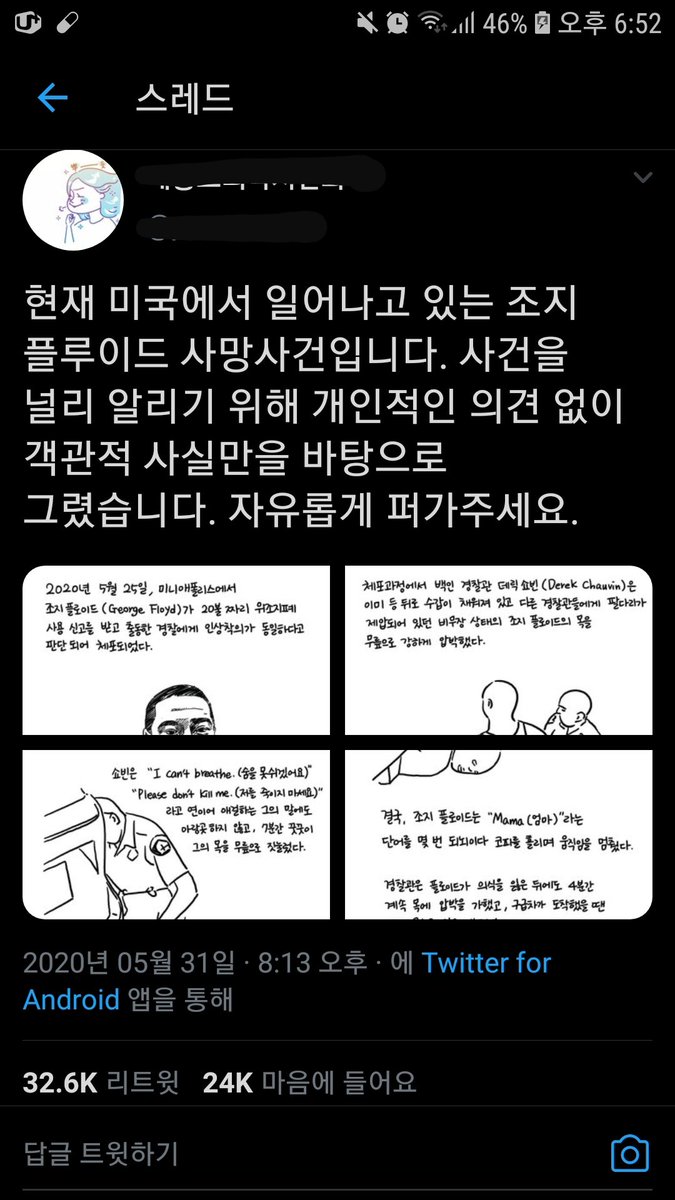 46% 오후 6:52
스레드
현재 미국에서 일어나고 있는 조지
플루이드 사망사건입니다. 사건을
널리 알리기 위해 개인적인 의견 없이
객관적 사실만을 바탕으로
그렸습니다. 자유롭게 퍼가주세요.
2020년 5월 25일, 미니애폴리스에서
조지플로이드(George Floyd)가 20불 짜리 위조지폐
사용 신고를 받고 출동한 경찰에게 인상착의가 동일하다고
판단 되어 체포되었다.
체포과정에서 백인 경찰관 데릭 쇼빈(Derek Chauvin)은
이미 등 뒤로 수갑이 채워져 있고 다른 경찰관들에게 팔다리가
제압되어 있던 비무장 상태의 조지 플로이드의 목을
무릎으로 강하게 압박했다.
쇼빈은 "I can't breathe.(숨을 못쉬겠어요)"
"Please don't kill me.(저를 죽이지 마세요)"
라고 연이어 애걸하는 그의 말에도
아랑곳하지 않고, 7분간 굿굿이
그의 목을 무릎으로 짓눌렀다.
결국, 조지 플로이드는 "Mama(엄마)"라는
단어를 몇 번 되뇌이다 코피를 흘리며 움직임을 멈췄다.
경찰관은 플로이드가 의식을 잃은 뒤에도 4분간
계속 목에 압박을 가했고, 구급차가 도착했을 땐
2020년 05월 31일 · 8:13 오후 · 에 Twitter for
Android 앱을 통해
32.6K 리트윗 24K 마음에 들어요
답글 트윗하기